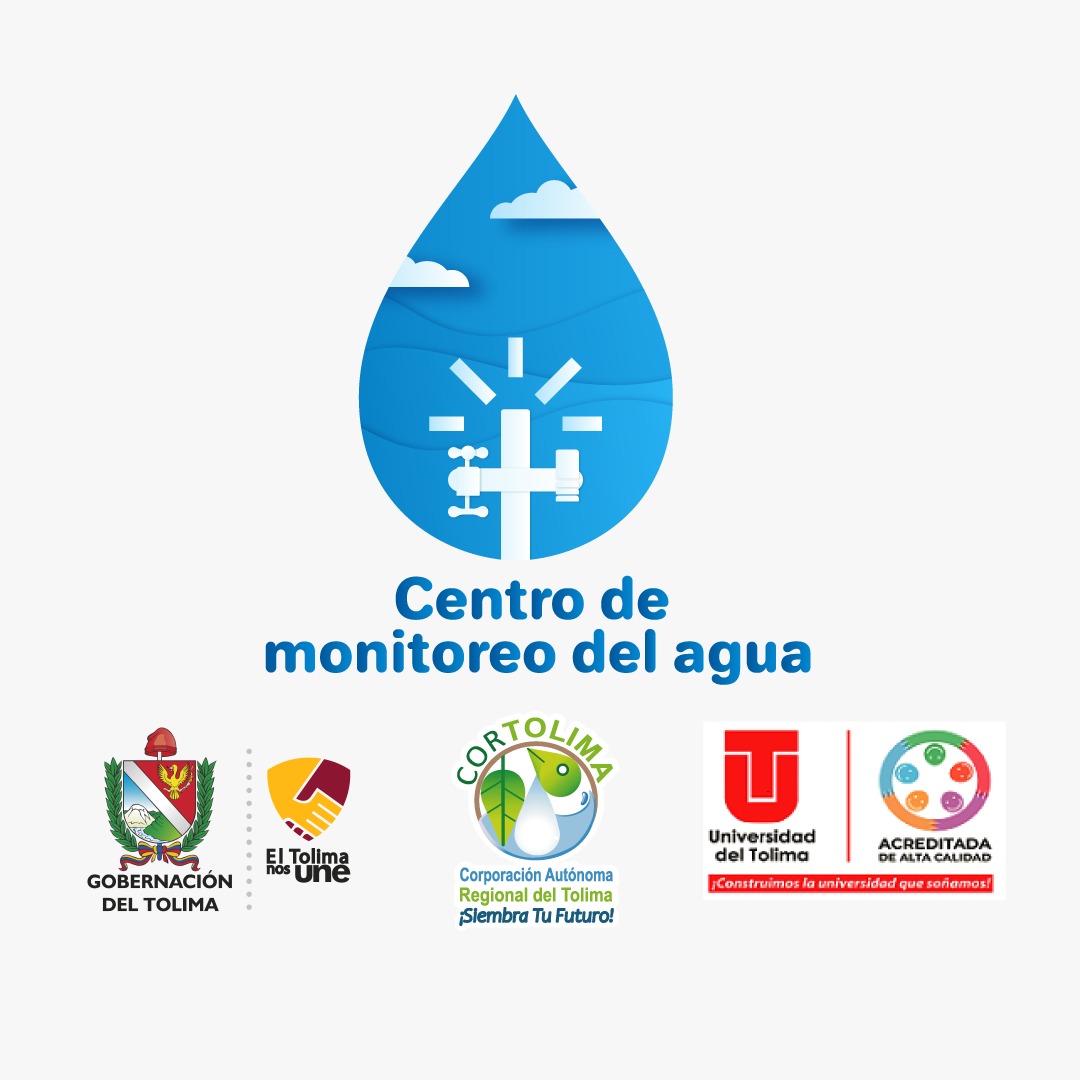 Centro de
monitoreo del agua
GOBERNACIÓN
DEL TOLIMA
El Tolima
nos une
CORTOLIMA
Corporación Autónoma
Regional del Tolima
¡Siembra Tu Futuro!
Universidad
del Tolima
ACREDITADA
DE ALTA CALIDAD
¡Construimos la universidad que soñamos!